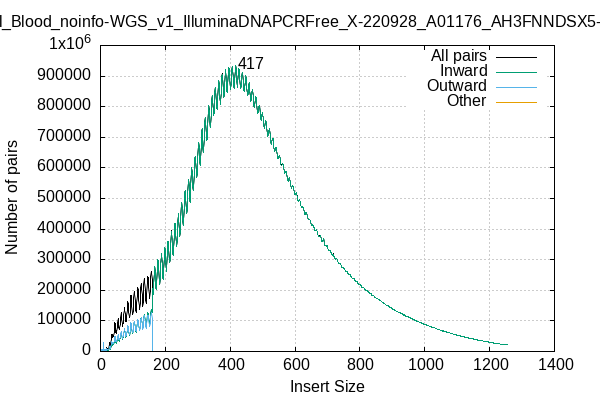 l_Blood_noinfo-WGS_v1_IlluminaDNAPCRFree_X-220928_A01176_AH3FNNDSX5-
1x10^6
900000
800000
700000
600000
500000
400000
300000
200000
100000
0
Number of pairs
417
All pairs
Inward
Outward
Other
0 200 400 600 800 1000 1200 1400
Insert Size